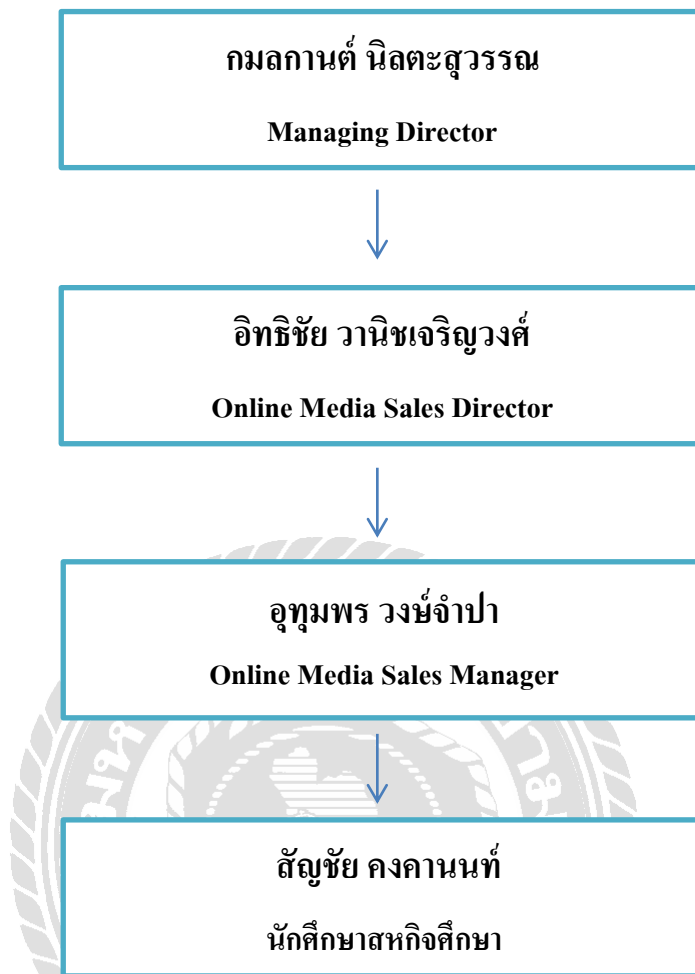 กมลกานต์ นิลตะสุวรรณ
Managing Director
อิทธิชัย วานิชเจริญวงศ์
Online Media Sales Director
อุทุมพร วงษ์จำปา
Online Media Sales Manager
สัญชัย คงคานนท์
นักศึกษาสหกิจศึกษา